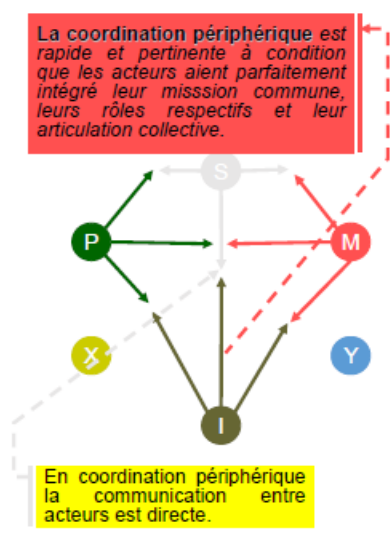 La coordination périphérique est
rapide et pertinente à condition
que les acteurs aient parfaitement
intégré leur misssion commune,
leurs rôles respectifs et leur
articulation collective.
S
P
M
X
Y
I
En coordination périphérique
la communication entre
acteurs est directe.